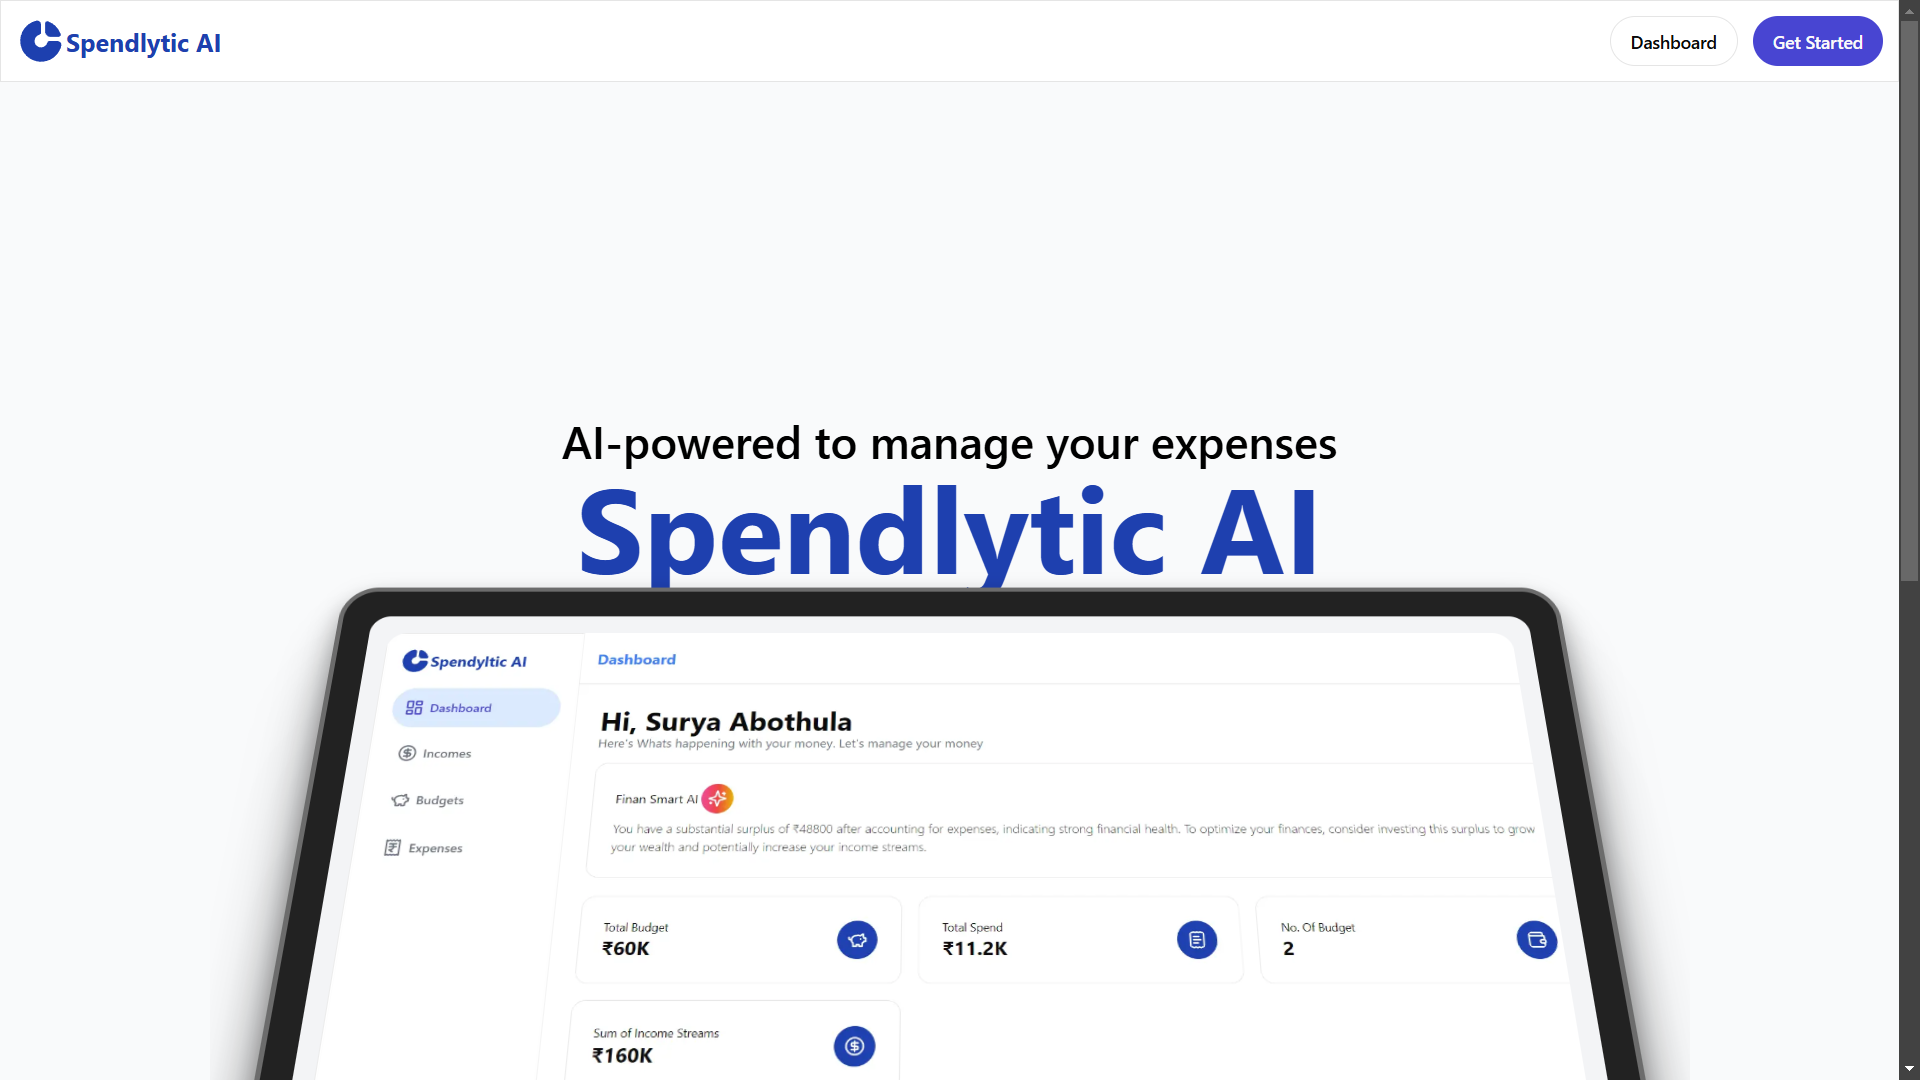 Spendlytic AI
Dashboard
Get Started
AI-powered to manage your expenses
Spendlytic AI
Spendyltic AI
Dashboard
Dashboard
Incomes
Budgets
Expenses
Hi, Surya Abothula
Here's Whats happening with your money. Let's manage your money
Finan Smart AI
You have a substantial surplus of ₹48800 after accounting for expenses, indicating strong financial health. To optimize your finances, consider investing this surplus to grow
your wealth and potentially increase your income streams.
Total Budget
₹60K
Total Spend
₹11.2K
No. Of Budget
2
Sum of Income Streams
₹160K